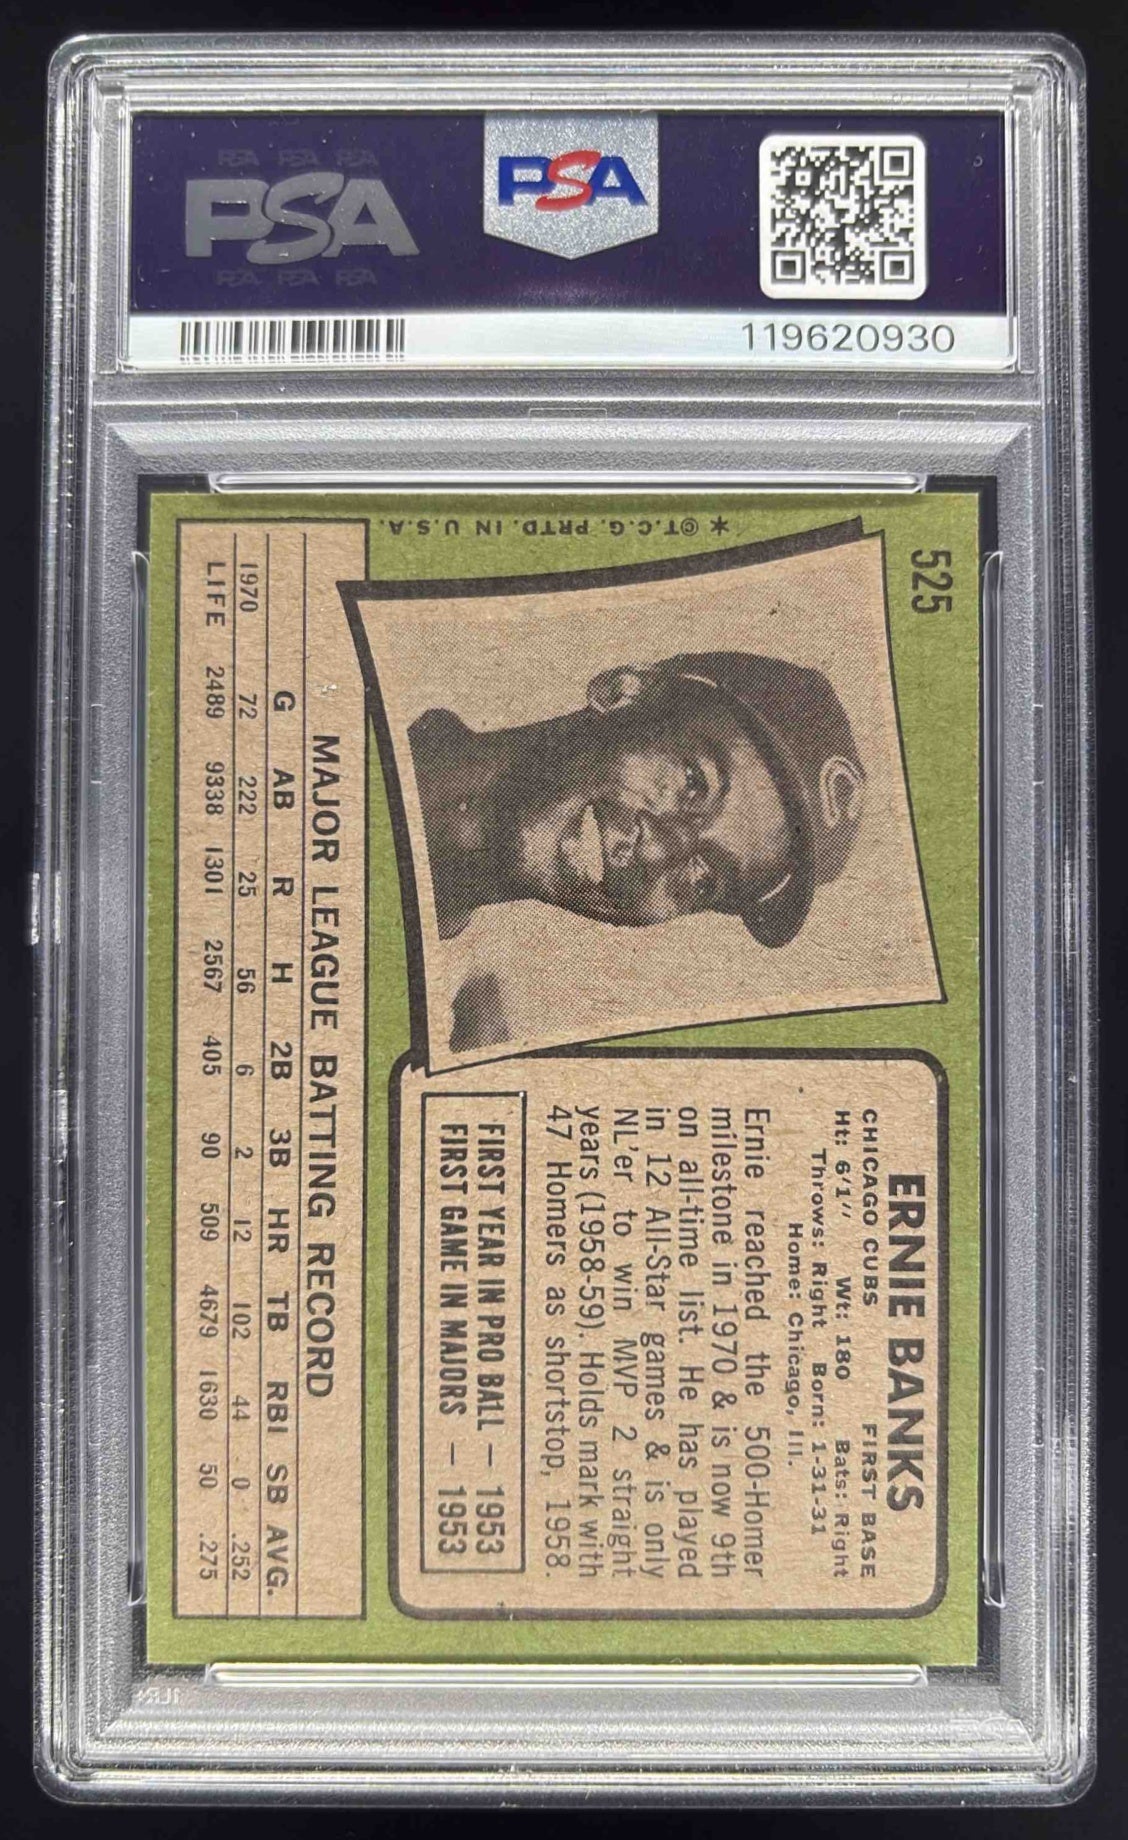 PSA PSA PSA
PSA
PSA PSA PSA
PSA
119620930
525
* © T.C.G. PRTD. IN U.S.A.
ERNIE BANKS
CHICAGO CUBS FIRST BASE
Ht: 6'1" Wt: 180 Bats: Right
Throws: Right Born: 1-31-31
Home: Chicago, Ill.
Ernie reached the 500-Homer
milestone in 1970 & is now 9th
on all-time list. He has played
in 12 All-Star games & is only
NL'er to win MVP 2 straight
years (1958-59). Holds mark with
47 Homers as shortstop, 1958.
FIRST YEAR IN PRO BALL — 1953
FIRST GAME IN MAJORS — 1953
MAJOR LEAGUE BATTING RECORD
G AB R H 2B 3B HR TB RBI SB AVG.
1970 72 222 25 56 6 2 12 102 44 0 .252
LIFE 2489 9338 1301 2567 405 90 509 4679 1630 50 .275
C